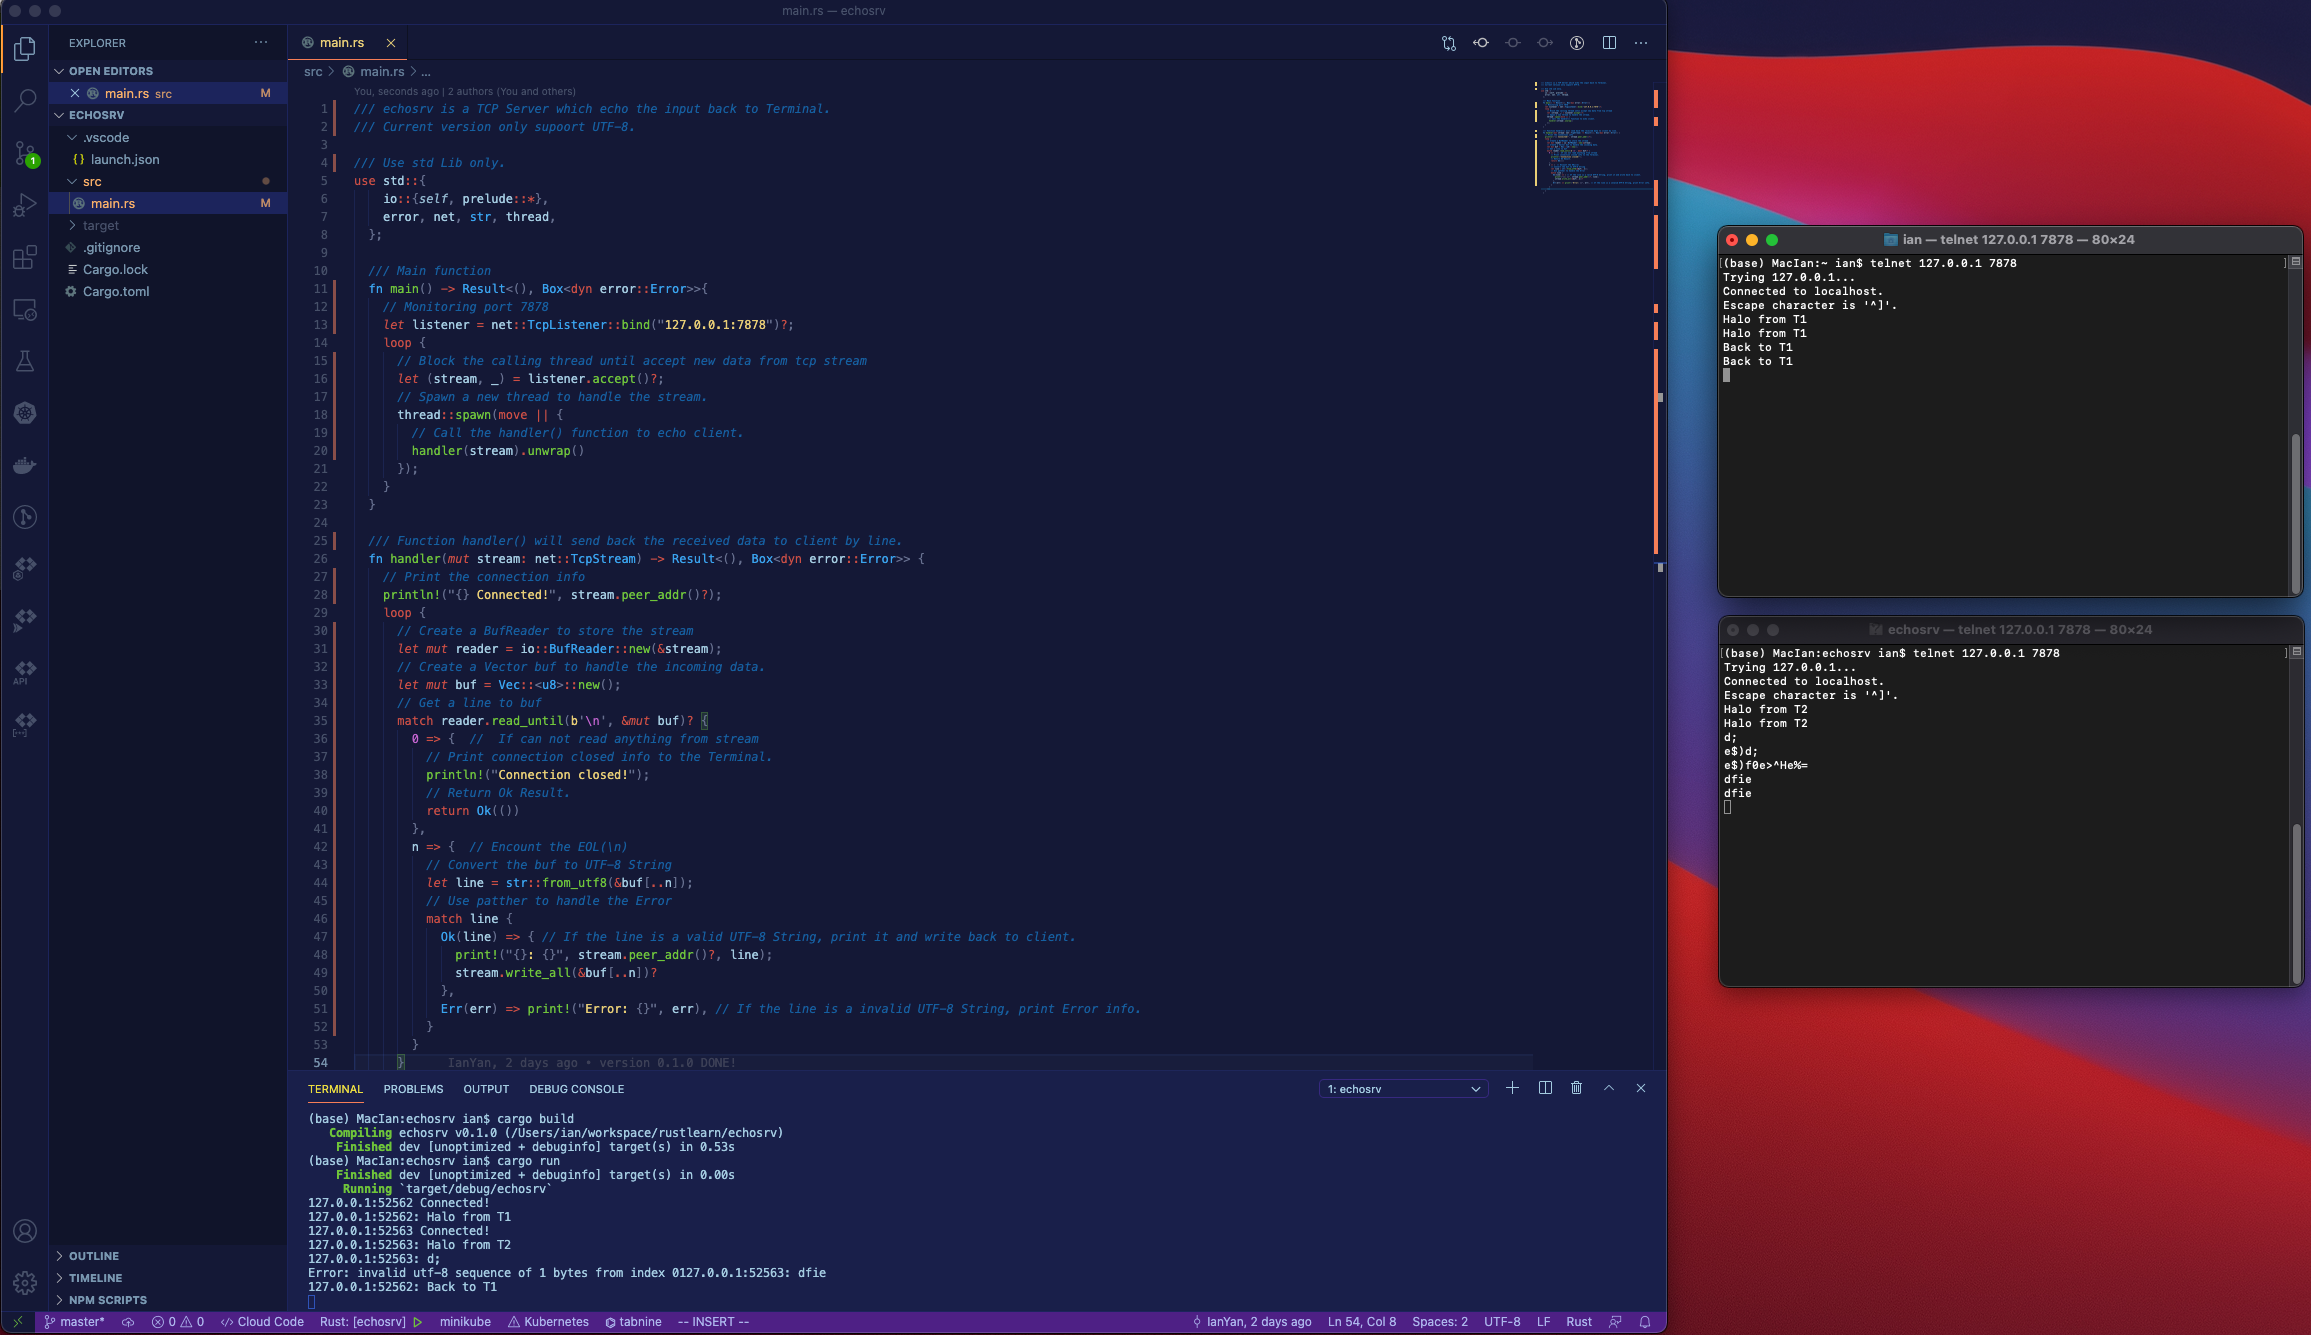 main.rs — echosrv
EXPLORER
OPEN EDITORS
main.rs src M
ECHOSRV
.vscode
{} launch.json
src
main.rs M
target
.gitignore
Cargo.lock
Cargo.toml
OUTLINE
TIMELINE
NPM SCRIPTS
1
API
main.rs
src > main.rs > ...
You, seconds ago | 2 authors (You and others)
1 /// echosrv is a TCP Server which echo the input back to Terminal.
2 /// Current version only supoort UTF-8.
3
4 /// Use std Lib only.
5 use std::{
6 io::{self, prelude::*},
7 error, net, str, thread,
8 };
9
10 /// Main function
11 fn main() -> Result<(), Box<dyn error::Error>>{
12 // Monitoring port 7878
13 let listener = net::TcpListener::bind("127.0.0.1:7878")?;
14 loop {
15 // Block the calling thread until accept new data from tcp stream
16 let (stream, _) = listener.accept()?;
17 // Spawn a new thread to handle the stream.
18 thread::spawn(move || {
19 // Call the handler() function to echo client.
20 handler(stream).unwrap()
21 });
22 }
23 }
24
25 /// Function handler() will send back the received data to client by line.
26 fn handler(mut stream: net::TcpStream) -> Result<(), Box<dyn error::Error>> {
27 // Print the connection info
28 println!("{} Connected!", stream.peer_addr()?);
29 loop {
30 // Create a BufReader to store the stream
31 let mut reader = io::BufReader::new(&stream);
32 // Create a Vector buf to handle the incoming data.
33 let mut buf = Vec::<u8>::new();
34 // Get a line to buf
35 match reader.read_until(b'\n', &mut buf)? {
36 0 => { //  If can not read anything from stream
37 // Print connection closed info to the Terminal.
38 println!("Connection closed!");
39 // Return Ok Result.
40 return Ok(())
41 },
42 n => { // Encount the EOL(\n)
43 // Convert the buf to UTF-8 String
44 let line = str::from_utf8(&buf[..n]);
45 // Use patther to handle the Error
46 match line {
47 Ok(line) => { // If the line is a valid UTF-8 String, print it and write back to client.
48 print!("{}: {}", stream.peer_addr()?, line);
49 stream.write_all(&buf[..n])?
50 },
51 Err(err) => print!("Error: {}", err), // If the line is a invalid UTF-8 String, print Error info.
52 }
53 }
54 } IanYan, 2 days ago • version 0.1.0 DONE!
TERMINAL PROBLEMS OUTPUT DEBUG CONSOLE 1: echosrv
(base) MacIan:echosrv ian$ cargo build
Compiling echosrv v0.1.0 (/Users/ian/workspace/rustlearn/echosrv)
Finished dev [unoptimized + debuginfo] target(s) in 0.53s
(base) MacIan:echosrv ian$ cargo run
Finished dev [unoptimized + debuginfo] target(s) in 0.00s
Running `target/debug/echosrv`
127.0.0.1:52562 Connected!
127.0.0.1:52562: Halo from T1
127.0.0.1:52563 Connected!
127.0.0.1:52563: Halo from T2
127.0.0.1:52563: d;
Error: invalid utf-8 sequence of 1 bytes from index 0127.0.0.1:52563: dfie
127.0.0.1:52562: Back to T1
master* 0 0 Cloud Code Rust: [echosrv] minikube Kubernetes tabnine -- INSERT -- IanYan, 2 days ago Ln 54, Col 8 Spaces: 2 UTF-8 LF Rust
ian — telnet 127.0.0.1 7878 — 80×24
[(base) MacIan:~ ian$ telnet 127.0.0.1 7878 ]
Trying 127.0.0.1...
Connected to localhost.
Escape character is '^]'.
Halo from T1
Halo from T1
Back to T1
Back to T1
echosrv — telnet 127.0.0.1 7878 — 80×24
[(base) MacIan:echosrv ian$ telnet 127.0.0.1 7878 ]
Trying 127.0.0.1...
Connected to localhost.
Escape character is '^]'.
Halo from T2
Halo from T2
d;
e$)d;
e$)f0e>^He%=
dfie
dfie